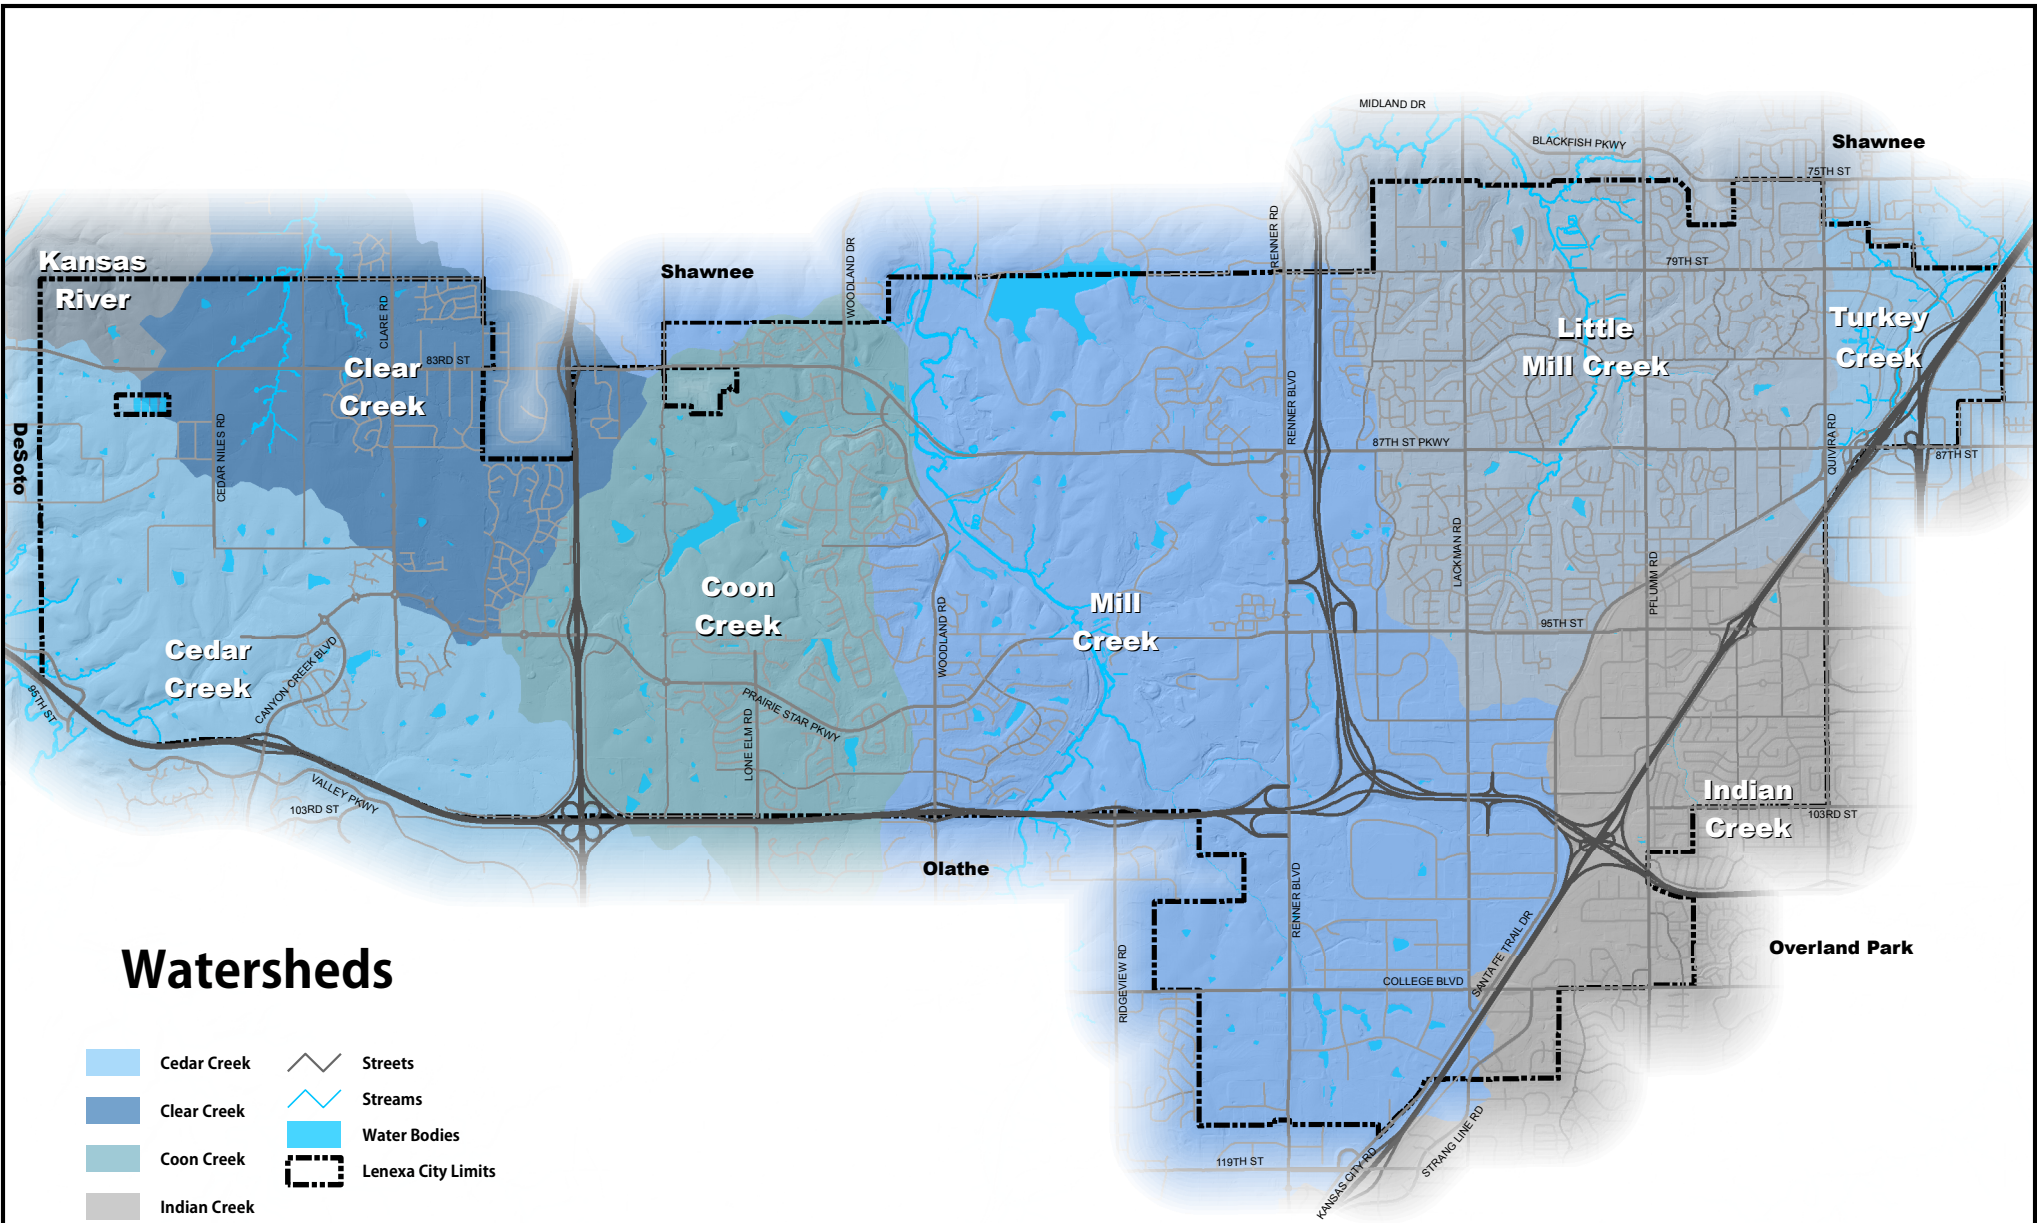 MIDLAND DR
BLACKFISH PKWY
Shawnee
75TH ST
RENNER RD
WOODLAND DR
Shawnee
79TH ST
Kansas
River
CLARE RD
83RD ST
Clear
Creek
Little
Mill Creek
Turkey
Creek
DeSoto
CEDAR NILES RD
RENNER BLVD
87TH ST PKWY
QUIVIRA RD
87TH ST
LACKMAN RD
PFLUMM RD
Coon
Creek
Mill
Creek
WOODLAND RD
95TH ST
Cedar
Creek
CANYON CREEK BLVD
95TH ST
PRAIRIE STAR PKWY
LONE ELM RD
VALLEY PKWY
103RD ST
Indian
Creek
103RD ST
Olathe
RENNER BLVD
SANTA FE TRAIL DR
Overland Park
RIDGEVIEW RD
COLLEGE BLVD
119TH ST
KANSAS CITY RD
STRANG LINE RD
Watersheds
Cedar Creek
Clear Creek
Coon Creek
Indian Creek
Streets
Streams
Water Bodies
Lenexa City Limits